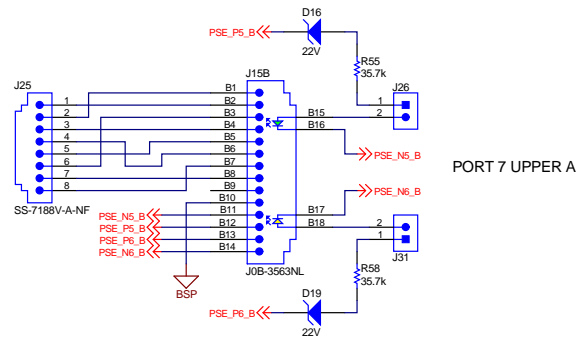 D16
PSE_P5_B
22V
R55
35.7k
J25
J15B
J26
1
2
3
4
5
6
7
8
B1
B2
B3
B4
B5
B6
B7
B8
B9
B10
B11
B12
B13
B14
B15
B16
1
2
PSE_N5_B
PORT 7 UPPER A
PSE_N6_B
SS-7188V-A-NF
PSE_N5_B
PSE_P5_B
PSE_P6_B
PSE_N6_B
B17
B18
2
1
J31
J0B-3563NL
BSP
R58
35.7k
D19
PSE_P6_B
22V